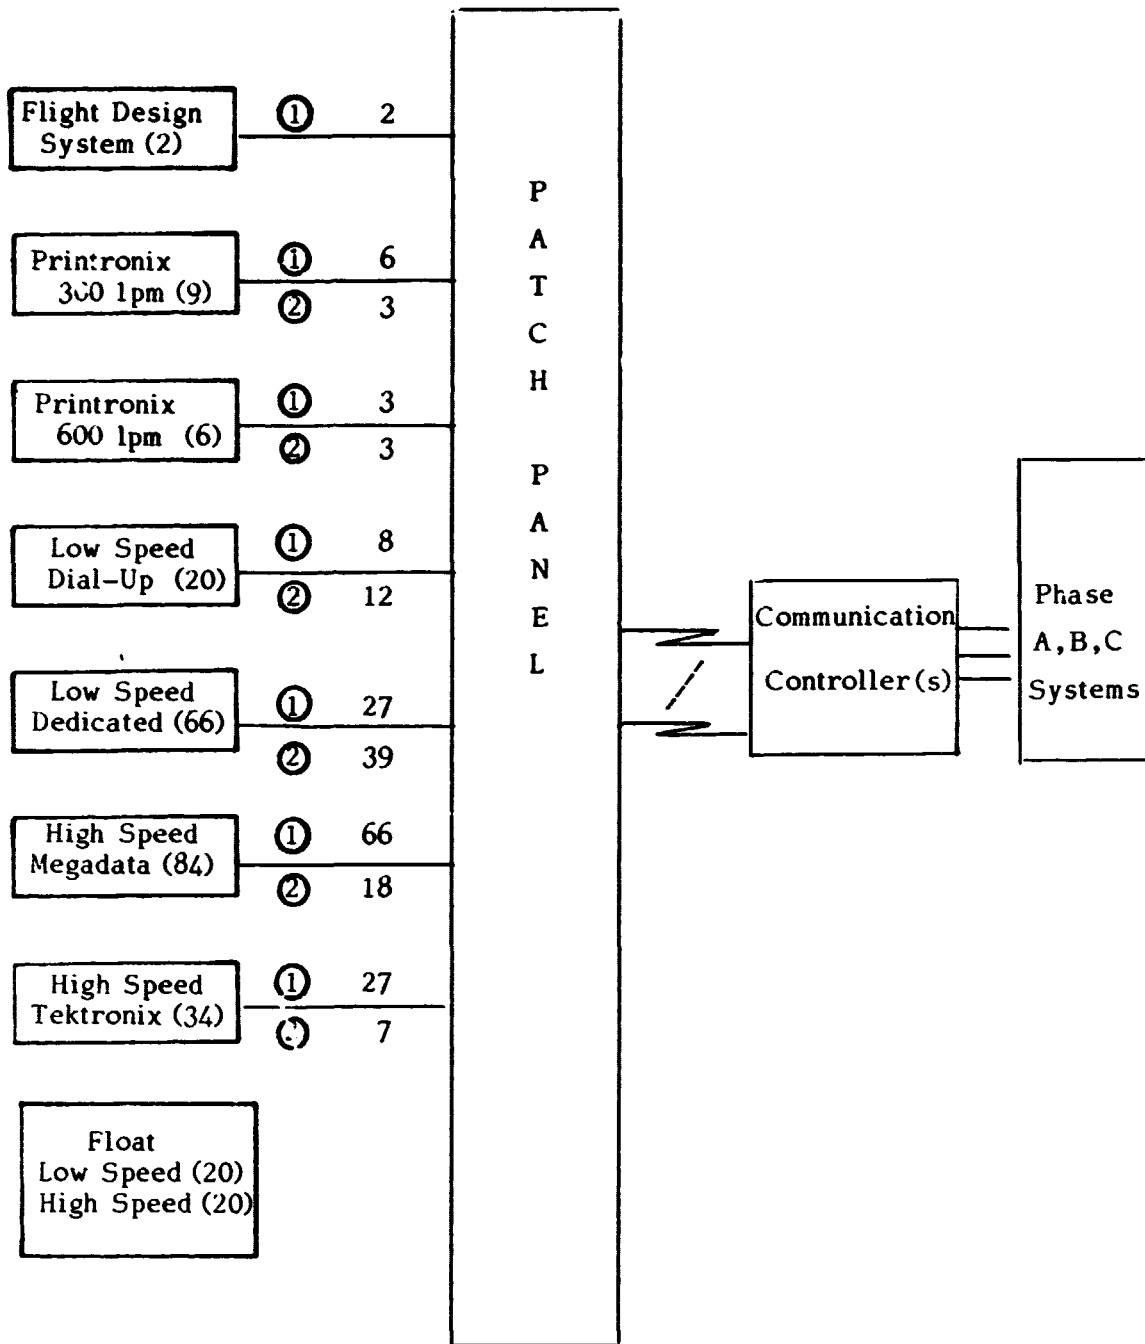 Flight Design
System (2)
① 2
Printronix
300 lpm (9)
① 6
② 3
Printronix
600 lpm (6)
① 3
② 3
Low Speed
Dial-Up (20)
① 8
② 12
Low Speed
Dedicated (66)
① 27
② 39
High Speed
Megadata (84)
① 66
② 18
High Speed
Tektronix (34)
① 27
7
Float
Low Speed (20)
High Speed (20)
PATCH PANEL
Communication
Controller(s)
Phase
A,B,C
Systems